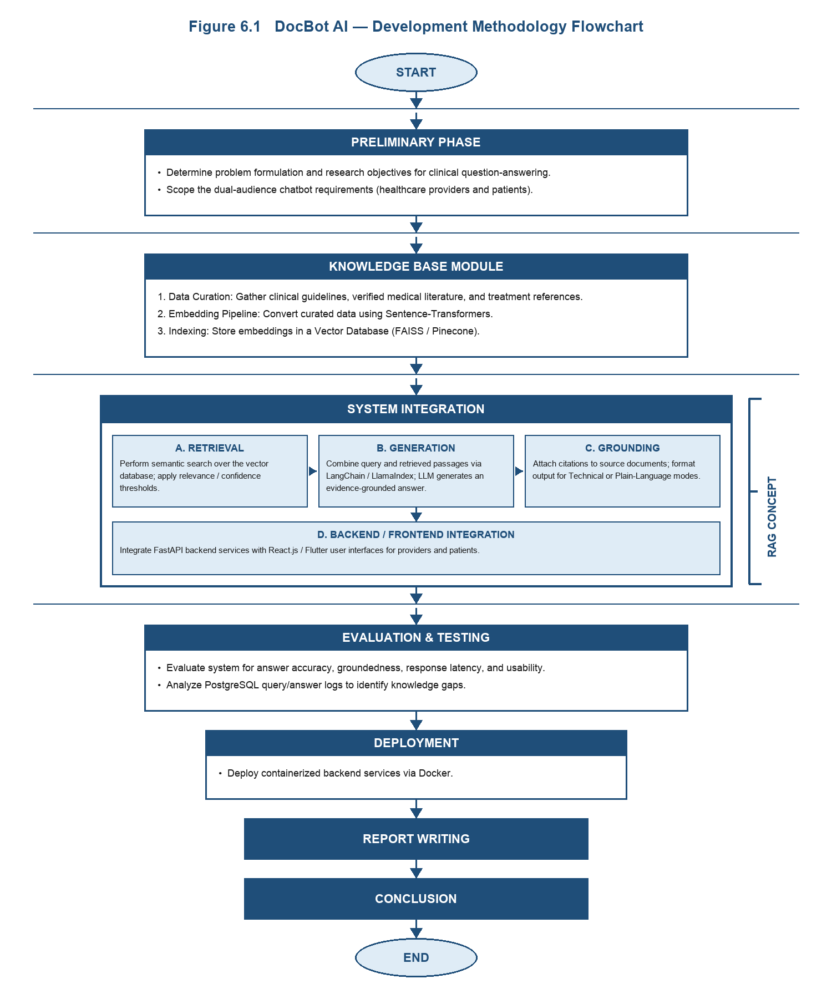 Figure 6.1 DocBot AI — Development Methodology Flowchart
START
PRELIMINARY PHASE
• Determine problem formulation and research objectives for clinical question-answering.
• Scope the dual-audience chatbot requirements (healthcare providers and patients).
KNOWLEDGE BASE MODULE
1. Data Curation: Gather clinical guidelines, verified medical literature, and treatment references.
2. Embedding Pipeline: Convert curated data using Sentence-Transformers.
3. Indexing: Store embeddings in a Vector Database (FAISS / Pinecone).
SYSTEM INTEGRATION
A. RETRIEVAL
Perform semantic search over the vector
database; apply relevance / confidence
thresholds.
B. GENERATION
Combine query and retrieved passages via
LangChain / LlamaIndex; LLM generates an
evidence-grounded answer.
C. GROUNDING
Attach citations to source documents; format
output for Technical or Plain-Language modes.
D. BACKEND / FRONTEND INTEGRATION
Integrate FastAPI backend services with React.js / Flutter user interfaces for providers and patients.
RAG CONCEPT
EVALUATION & TESTING
• Evaluate system for answer accuracy, groundedness, response latency, and usability.
• Analyze PostgreSQL query/answer logs to identify knowledge gaps.
DEPLOYMENT
• Deploy containerized backend services via Docker.
REPORT WRITING
CONCLUSION
END